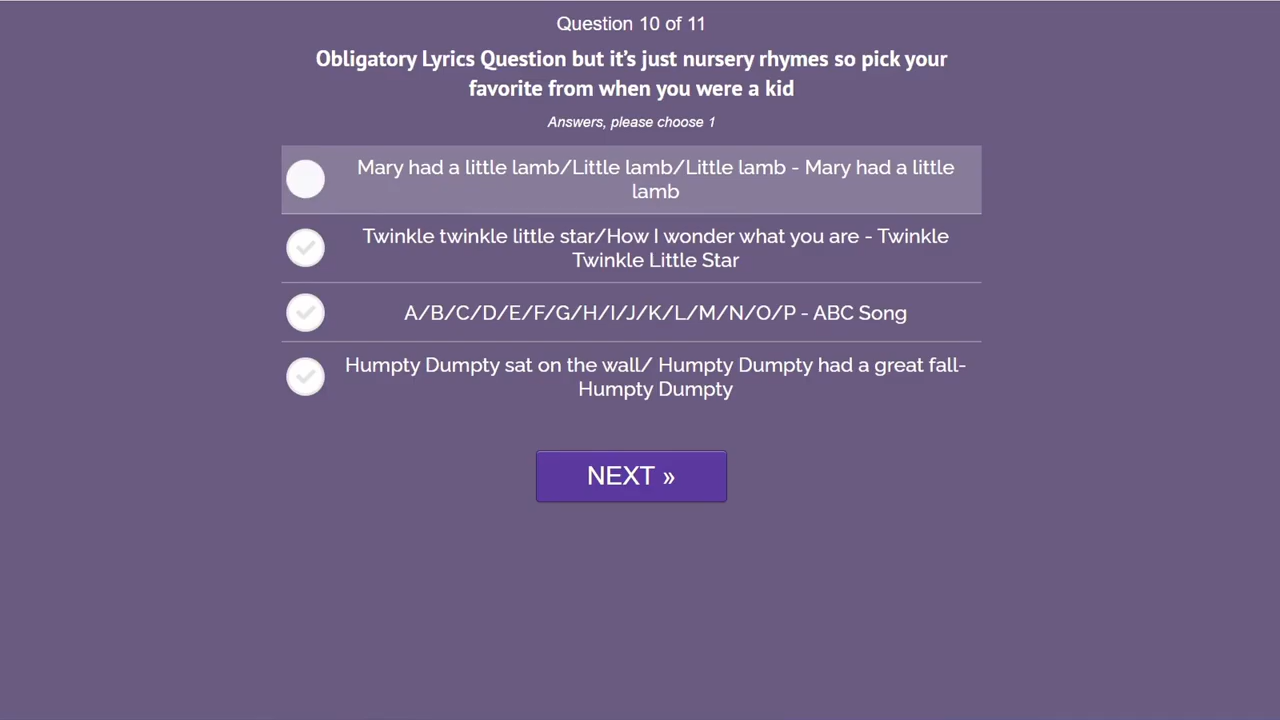 Question 10 of 11
Obligatory Lyrics Question but it’s just nursery rhymes so pick your
favorite from when you were a kid
Answers, please choose 1
Mary had a little lamb/Little lamb/Little lamb - Mary had a little
lamb
Twinkle twinkle little star/How I wonder what you are - Twinkle
Twinkle Little Star
A/B/C/D/E/F/G/H/I/J/K/L/M/N/O/P - ABC Song
Humpty Dumpty sat on the wall/ Humpty Dumpty had a great fall-
Humpty Dumpty
NEXT »